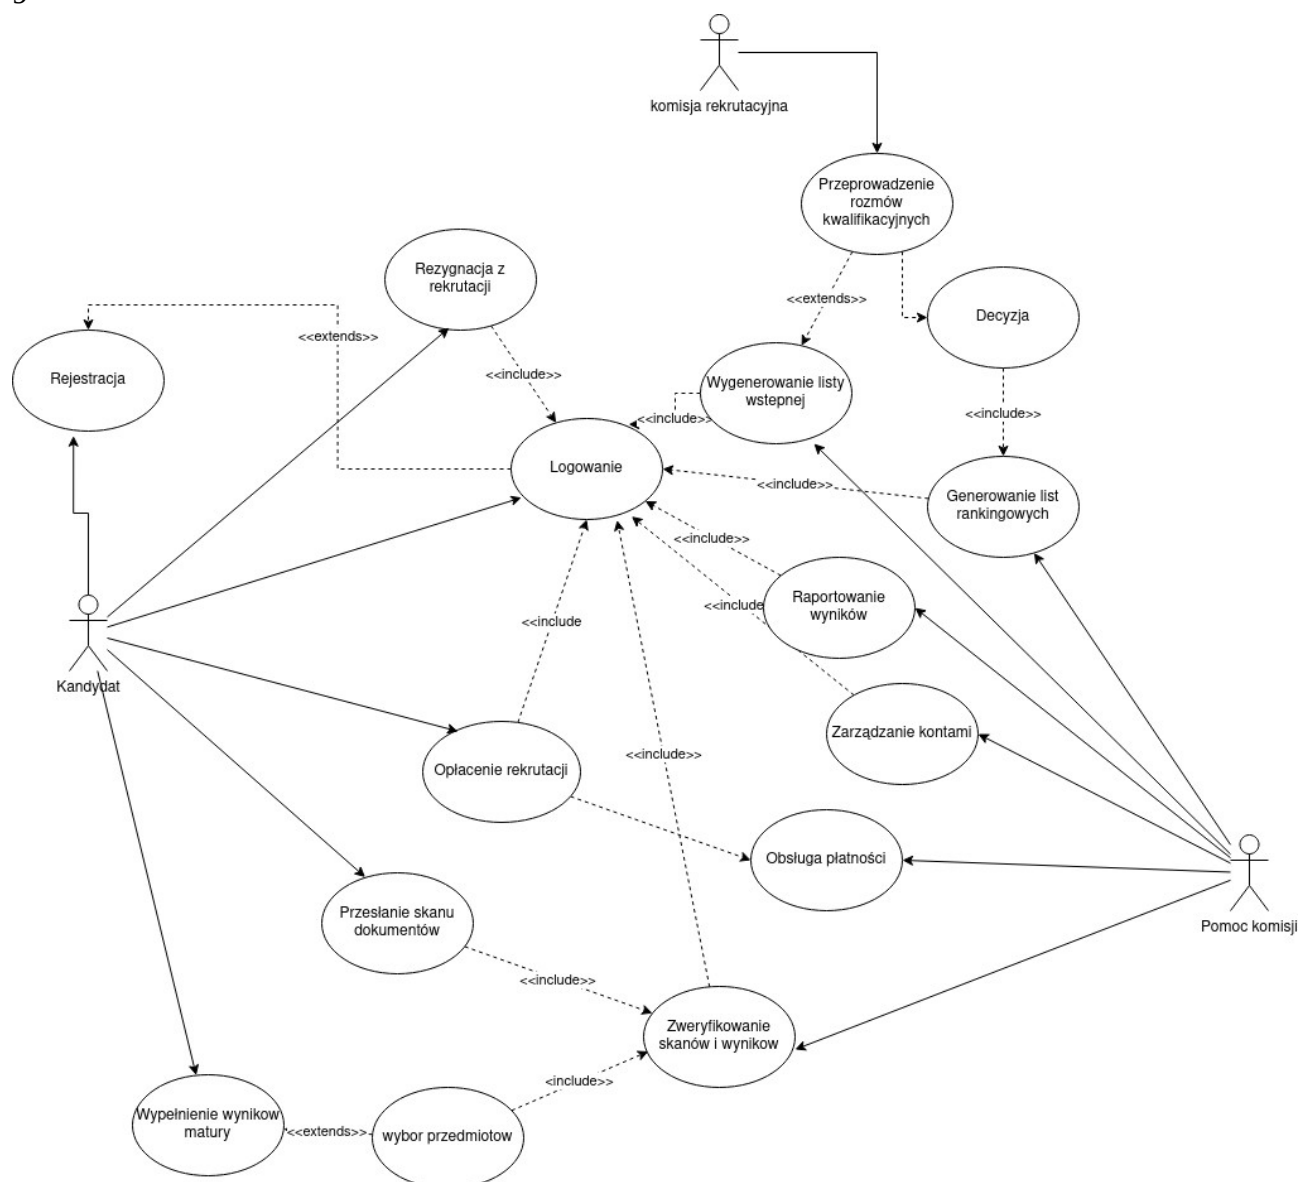 komisja rekrutacyjna
Przeprowadzenie
rozmów
kwalifikacyjnych
Rezygnacja z
rekrutacji
<<extends>>
Decyzja
<<extends>>
Rejestracja
<<include>>
Wygenerowanie listy
wstepnej
<<include>>
<<include>>
Logowanie
<<include>>
Generowanie list
rankingowych
<<include>>
Raportowanie
wyników
<<include
<<include
Kandydat
Zarządzanie kontami
<<include>>
Opłacenie rekrutacji
Obsługa płatności
Pomoc komisji
Przesłanie skanu
dokumentów
<<include>>
Zweryfikowanie
skanów i wynikow
<include>>
Wypełnienie wynikow
matury
<<extends>>
wybor przedmiotow